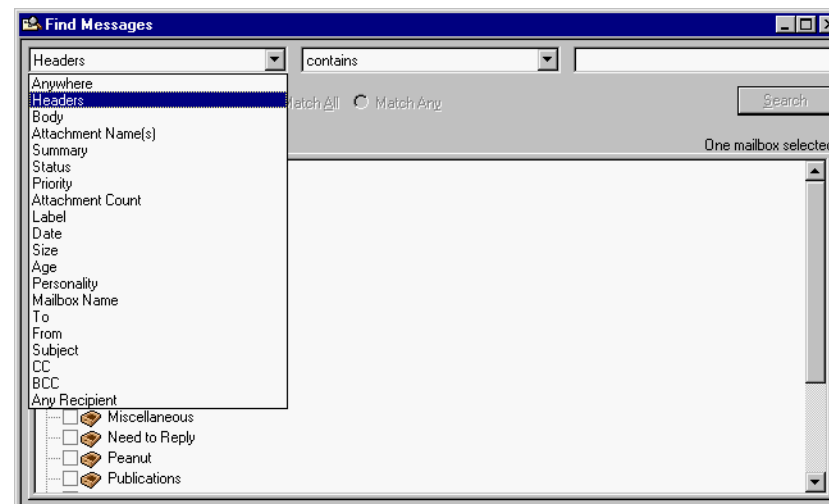 Find Messages
Headers
contains
Anywhere
Headers
Body
Attachment Name(s)
Summary
Status
Priority
Attachment Count
Label
Date
Size
Age
Personality
Mailbox Name
To
From
Subject
CC
BCC
Any Recipient
Match All
Match Any
Search
One mailbox selected
Miscellaneous
Need to Reply
Peanut
Publications